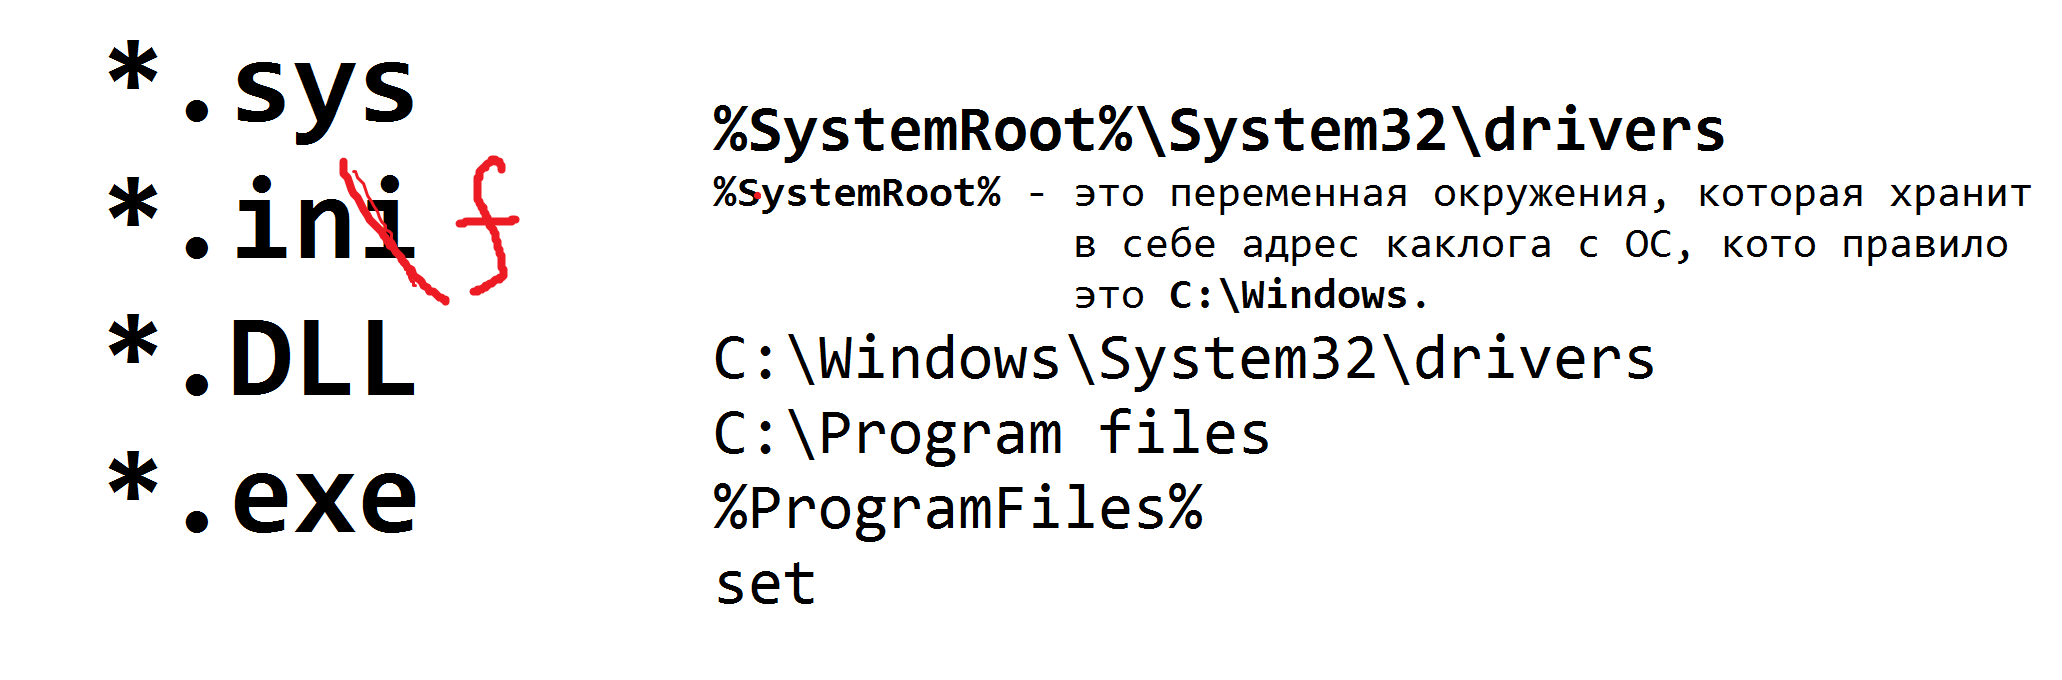 *.sys
*.ini f
*.DLL
*.exe
%SystemRoot%\System32\drivers
%SystemRoot% - это переменная окружения, которая хранит
в себе адрес каклога с ОС, кото правило
это C:\Windows.
C:\Windows\System32\drivers
C:\Program files
%ProgramFiles%
set